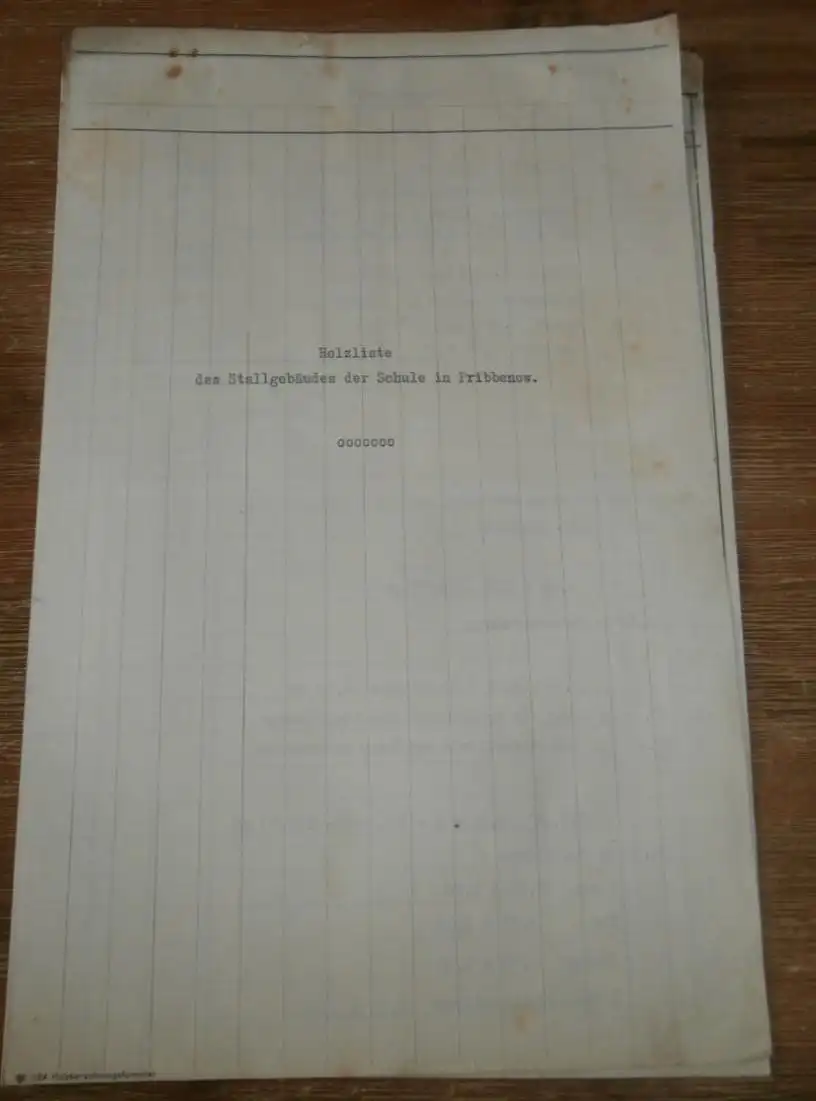 Holzliste
des Stallgebäudes der Schule in Pribbenow.
ooooooo